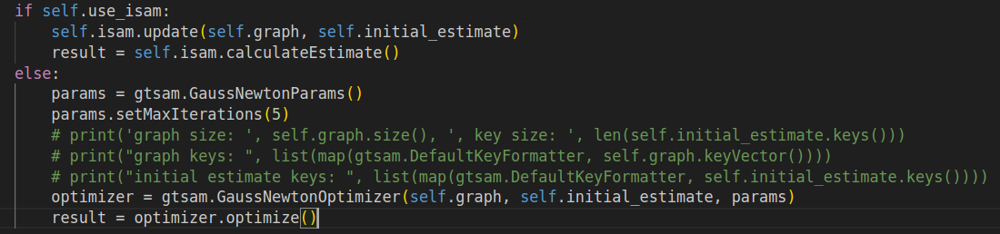 if self.use_isam:
    self.isam.update(self.graph, self.initial_estimate)
    result = self.isam.calculateEstimate()
else:
    params = gtsam.GaussNewtonParams()
    params.setMaxIterations(5)
    # print('graph size: ', self.graph.size(), ', key size: ', len(self.initial_estimate.keys()))
    # print("graph keys: ", list(map(gtsam.DefaultKeyFormatter, self.graph.keyVector())))
    # print("initial estimate keys: ", list(map(gtsam.DefaultKeyFormatter, self.initial_estimate.keys())))
    optimizer = gtsam.GaussNewtonOptimizer(self.graph, self.initial_estimate, params)
    result = optimizer.optimize()